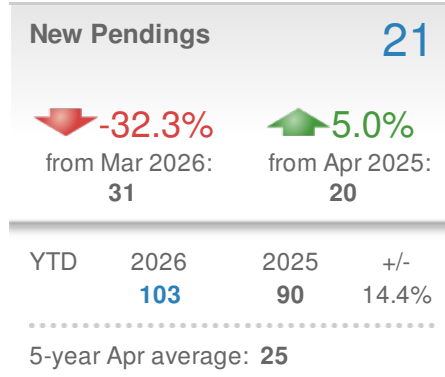 New Pendings 21
-32.3% 5.0%
from Mar 2026: from Apr 2025:
31 20
YTD 2026 2025 +/-
103 90 14.4%
5-year Apr average: 25